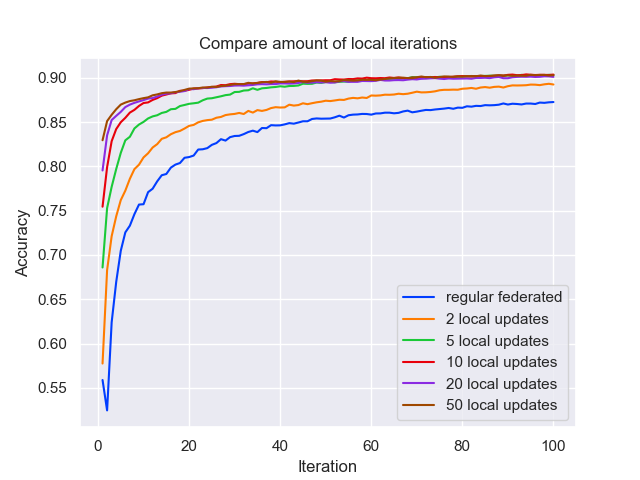 Compare amount of local iterations
Accuracy
0.90
0.85
0.80
0.75
0.70
0.65
0.60
0.55
0 20 40 60 80 100
Iteration
regular federated
2 local updates
5 local updates
10 local updates
20 local updates
50 local updates